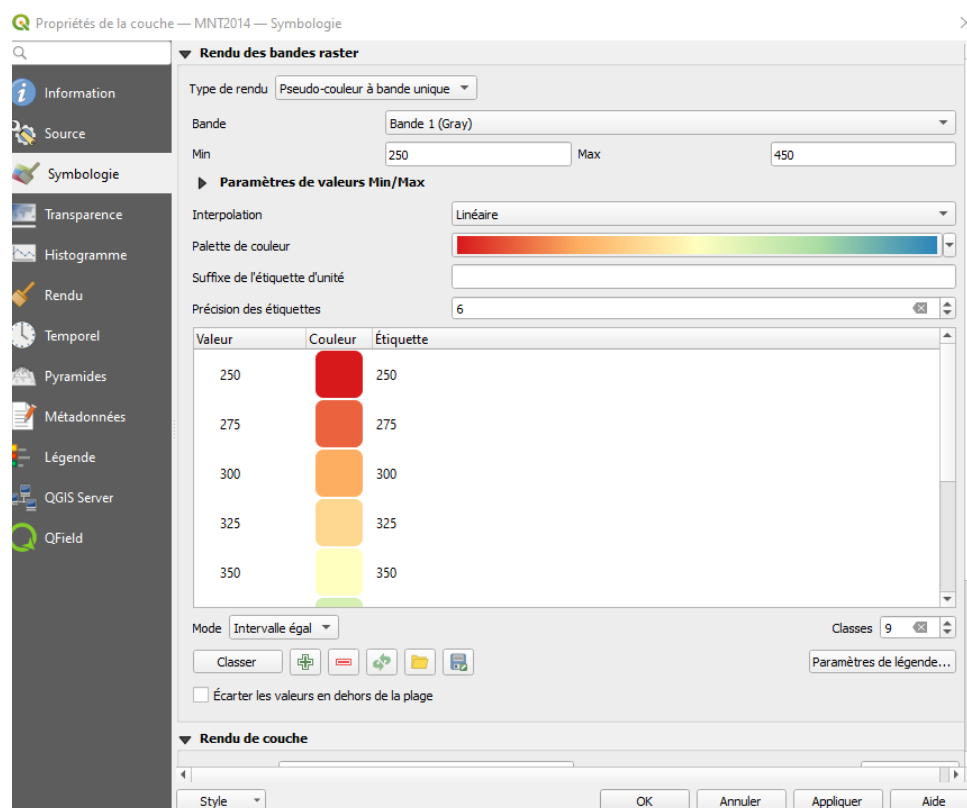 Propriétés de la couche — MNT2014 — Symbologie
Information
Source
Symbologie
Transparence
Histogramme
Rendu
Temporel
Pyramides
Métadonnées
Légende
QGIS Server
QField
Rendu des bandes raster
Type de rendu Pseudo-couleur à bande unique
Bande Bande 1 (Gray)
Min 250 Max 450
Paramètres de valeurs Min/Max
Interpolation Linéaire
Palette de couleur
Suffixe de l'étiquette d'unité
Précision des étiquettes 6
Valeur Couleur Étiquette
250 250
275 275
300 300
325 325
350 350
Mode Intervalle égal Classes 9
Classer Paramètres de légende...
Écarter les valeurs en dehors de la plage
Rendu de couche
Style OK Annuler Appliquer Aide